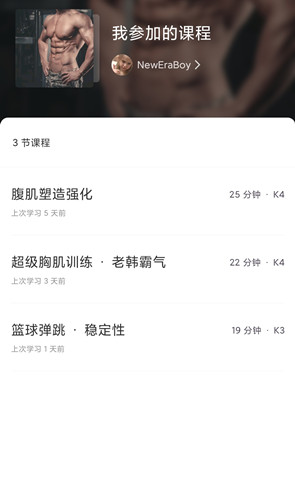 我参加的课程
NewEraBoy
3 节课程
腹肌塑造强化
25 分钟 · K4
上次学习 5 天前
超级胸肌训练 · 老韩霸气
22 分钟 · K4
上次学习 3 天前
篮球弹跳 · 稳定性
19 分钟 · K3
上次学习 1 天前